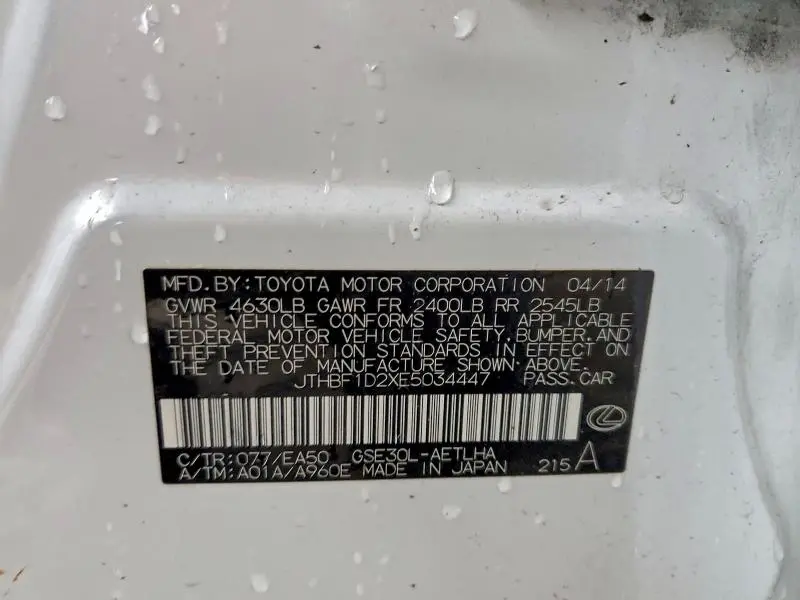 MFD. BY: TOYOTA MOTOR CORPORATION 04/14
GVWR 4630LB GAWR FR 2400LB RR 2545LB
THIS VEHICLE CONFORMS TO ALL APPLICABLE
FEDERAL MOTOR VEHICLE SAFETY, BUMPER, AND
THEFT PREVENTION STANDARDS IN EFFECT ON
THE DATE OF MANUFACTURE SHOWN ABOVE.
JTHBF1D2XE5034447 PASS.CAR
C/TR: 077/EA50 GSE30L-AETLHA
A/TM: A01A/A960E MADE IN JAPAN 215 A